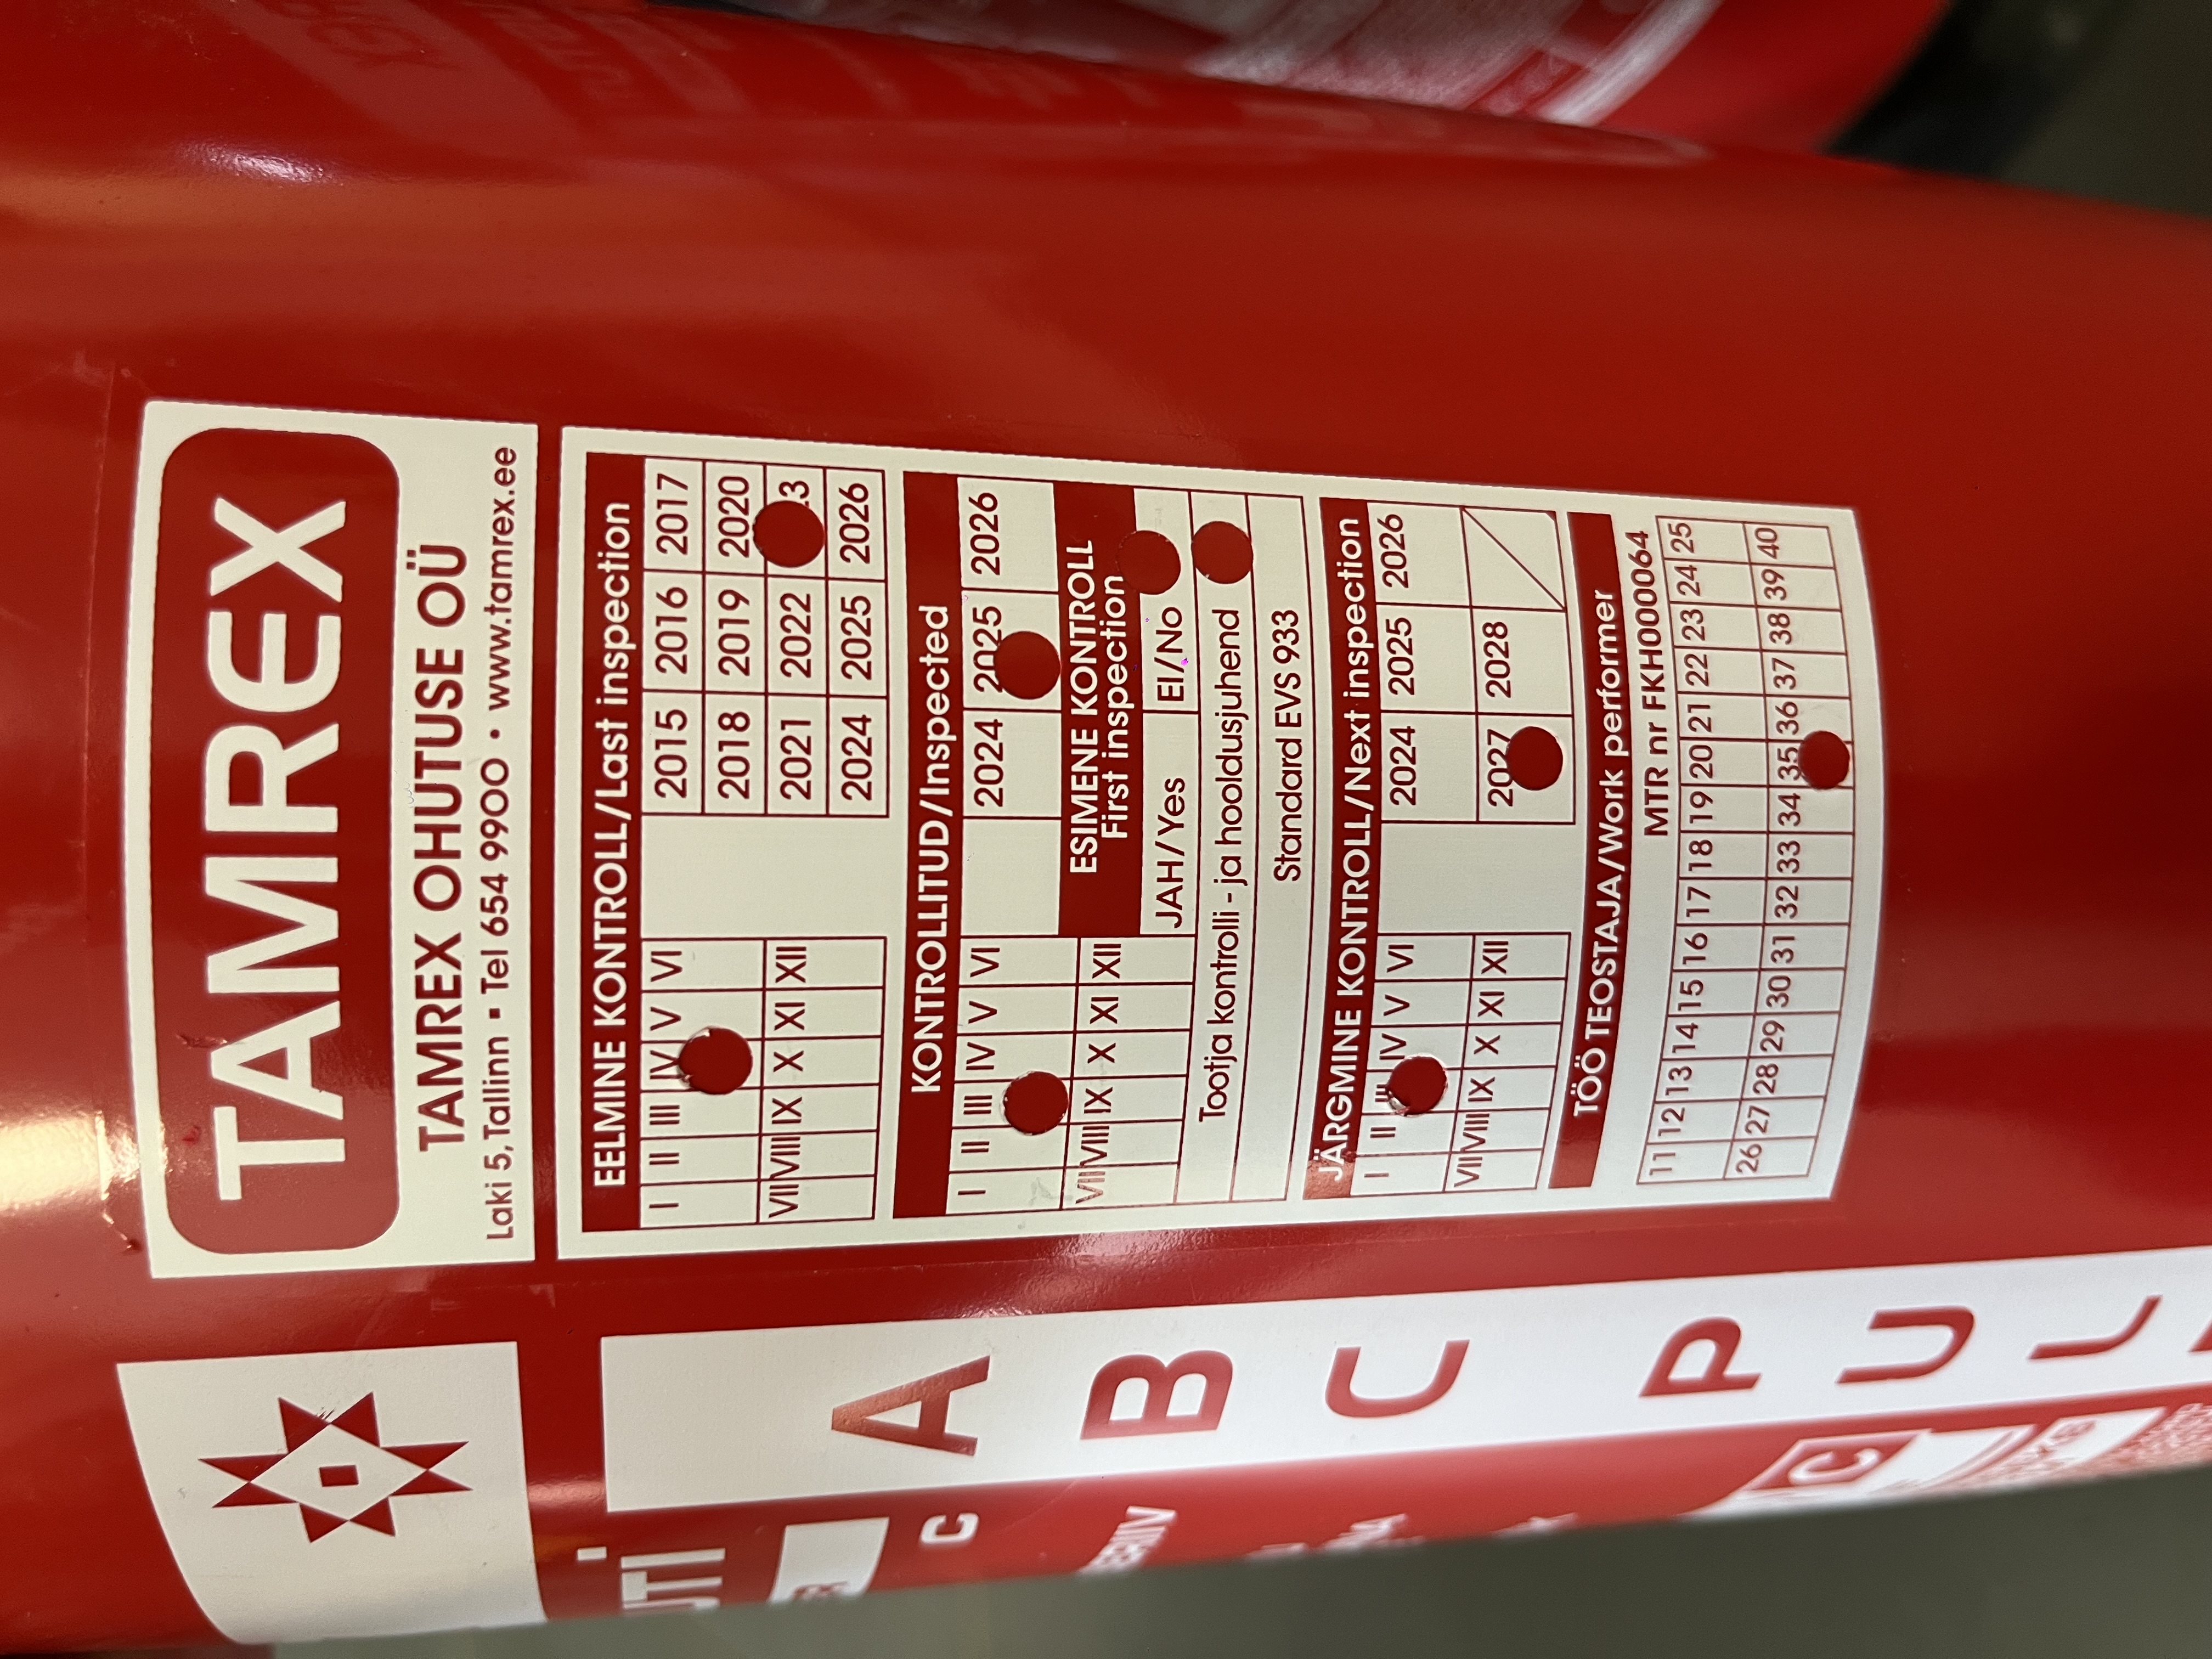 TAMREX
TAMREX OHUTUSE OÜ
Laki 5, Tallinn ▪ Tel 654 9900 • www.tamrex.ee
EELMINE KONTROLL/Last inspection
I II III IV V VI 2015 2016 2017
2018 2019 2020
VII VIII IX X XI XII 2021 2022 3
2024 2025 2026
KONTROLLITUD/Inspected
I II III IV V VI 2024 2025 2026
ESIMENE KONTROLL
First inspection
VII VIII IX X XI XII
JAH/Yes EI/No
Tootja kontrolli - ja hooldusjuhend
Standard EVS 933
JÄRGMINE KONTROLL/Next inspection
I II III IV V VI 2024 2025 2026
VII VIII IX X XI XII 2027 2028
TÖÖ TEOSTAJA/Work performer
MTR nr FKH000064
11 12 13 14 15 16 17 18 19 20 21 22 23 24 25
26 27 28 29 30 31 32 33 34 35 36 37 38 39 40
A B C P U L
UTI
C
C